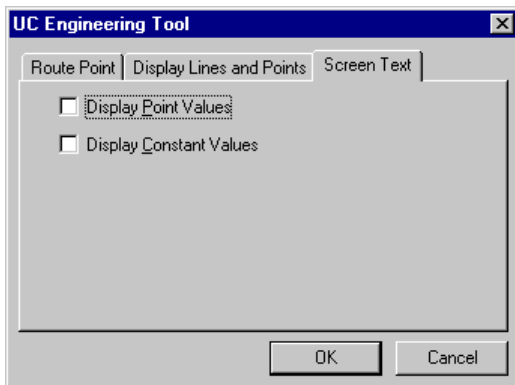 UC Engineering Tool
Route Point Display Lines and Points Screen Text
Display Point Values
Display Constant Values
OK Cancel